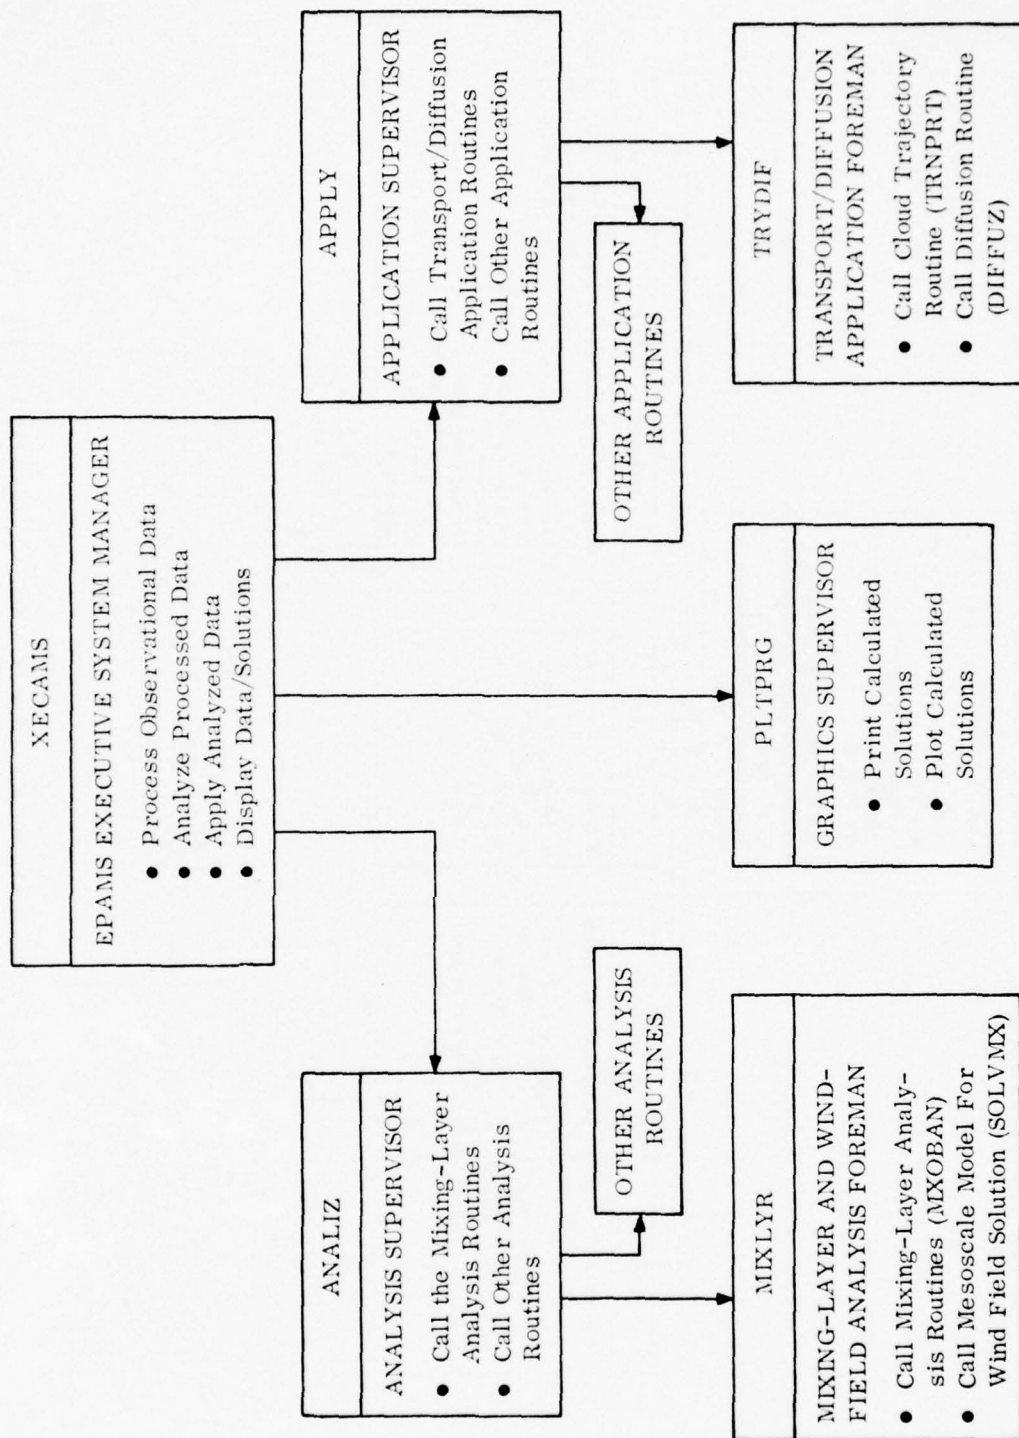 XECAMS
EPAMS EXECUTIVE SYSTEM MANAGER
● Process Observational Data
● Analyze Processed Data
● Apply Analyzed Data
● Display Data/Solutions
ANALIZ
ANALYSIS SUPERVISOR
● Call the Mixing-Layer
Analysis Routines
● Call Other Analysis
Routines
APPLY
APPLICATION SUPERVISOR
● Call Transport/Diffusion
Application Routines
● Call Other Application
Routines
OTHER ANALYSIS
ROUTINES
OTHER APPLICATION
ROUTINES
MIXLYR
MIXING-LAYER AND WIND-
FIELD ANALYSIS FOREMAN
● Call Mixing-Layer Analy-
sis Routines (MXOBAN)
● Call Mesoscale Model For
Wind Field Solution (SOLVMX)
PLTPRG
GRAPHICS SUPERVISOR
● Print Calculated
Solutions
● Plot Calculated
Solutions
TRYDIF
TRANSPORT/DIFFUSION
APPLICATION FOREMAN
● Call Cloud Trajectory
Routine (TRNPRT)
● Call Diffusion Routine
(DIFFUZ)